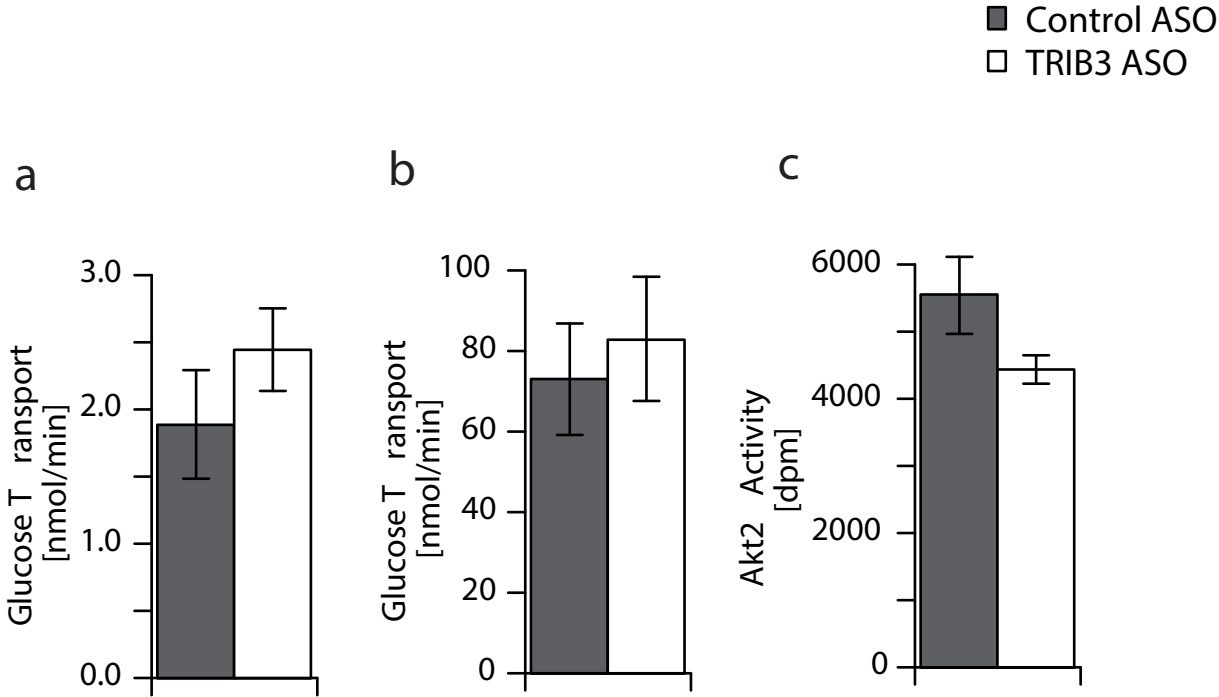 Control ASO
TRIB3 ASO
a
b
c
Glucose T ransport
[nmol/min]
3.0
2.0
1.0
0.0
Glucose T ransport
[nmol/min]
100
80
60
40
20
0
Akt2 Activity
[dpm]
6000
4000
2000
0